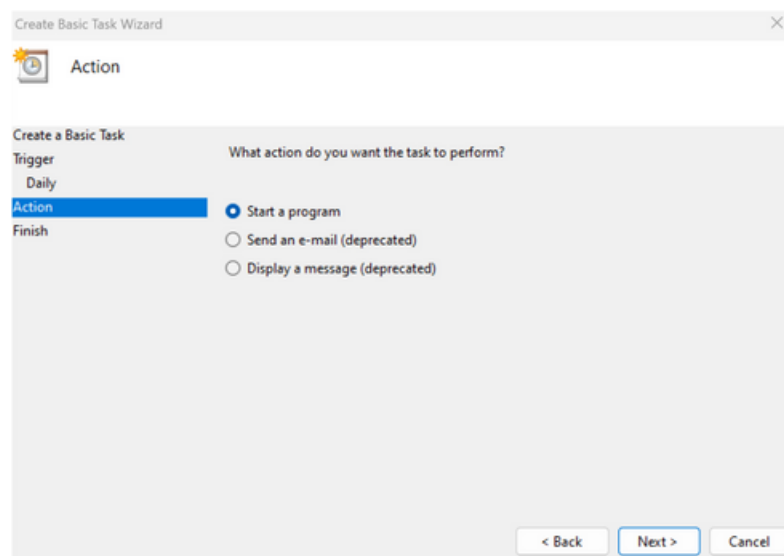 Create Basic Task Wizard
Action
Create a Basic Task
Trigger
Daily
Action
Finish
What action do you want the task to perform?
Start a program
Send an e-mail (deprecated)
Display a message (deprecated)
< Back Next > Cancel